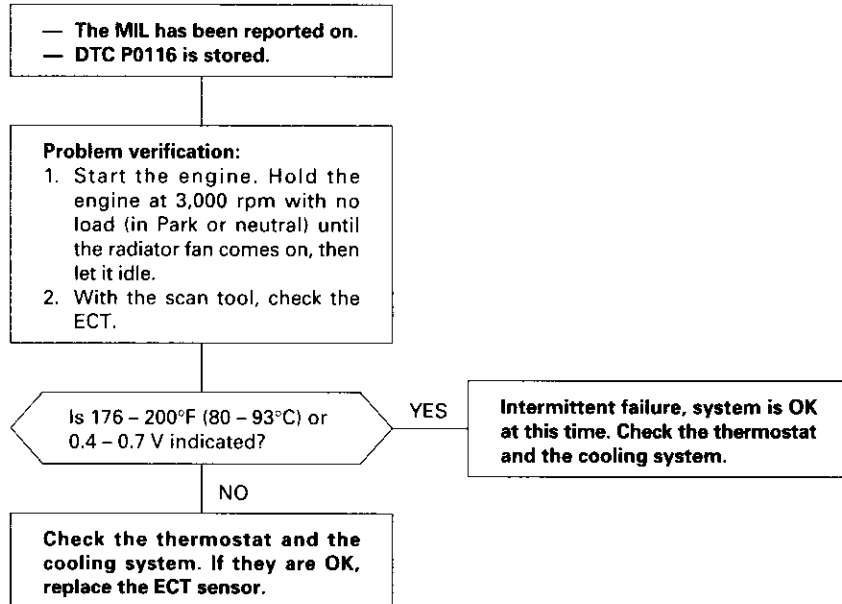 — The MIL has been reported on.
— DTC P0116 is stored.
Problem verification:
1. Start the engine. Hold the
engine at 3,000 rpm with no
load (in Park or neutral) until
the radiator fan comes on, then
let it idle.
2. With the scan tool, check the
ECT.
Is 176 – 200°F (80 – 93°C) or
0.4 – 0.7 V indicated?
YES
Intermittent failure, system is OK
at this time. Check the thermostat
and the cooling system.
NO
Check the thermostat and the
cooling system. If they are OK,
replace the ECT sensor.